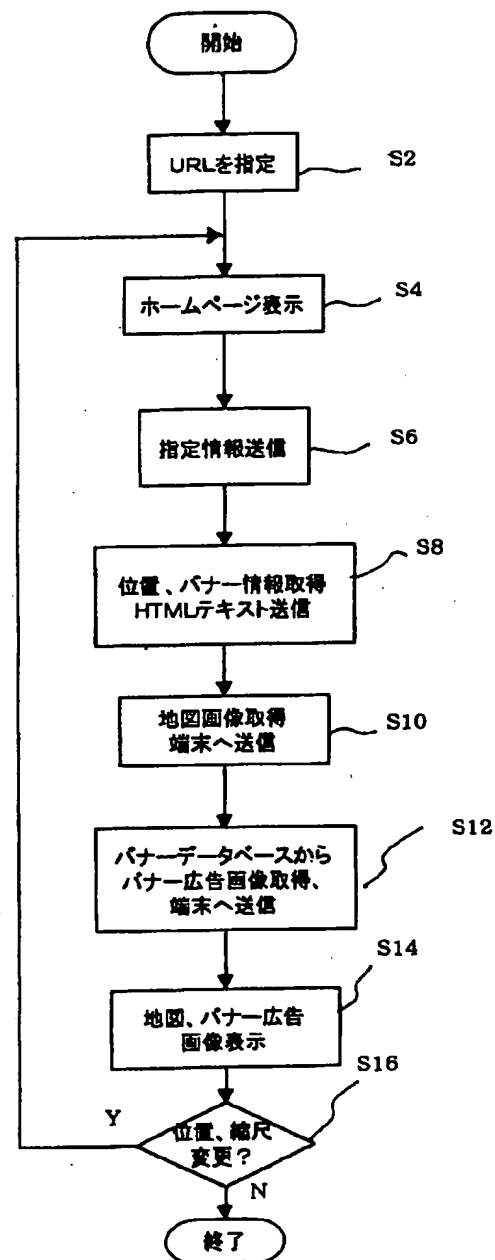 開始
URLを指定
S2
ホームページ表示
S4
指定情報送信
S6
位置、バナー情報取得
HTMLテキスト送信
S8
地図画像取得
端末へ送信
S10
バナーデータベースから
バナー広告画像取得、
端末へ送信
S12
地図、バナー広告
画像表示
S14
位置、縮尺
変更?
S16
Y
N
終了